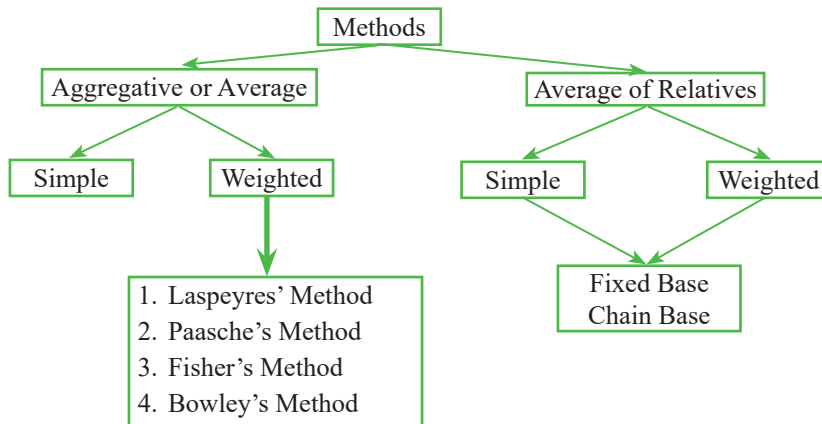 Methods
Aggregative or Average
Average of Relatives
Simple
Weighted
Simple
Weighted
1. Laspeyres’ Method
2. Paasche’s Method
3. Fisher’s Method
4. Bowley’s Method
Fixed Base
Chain Base